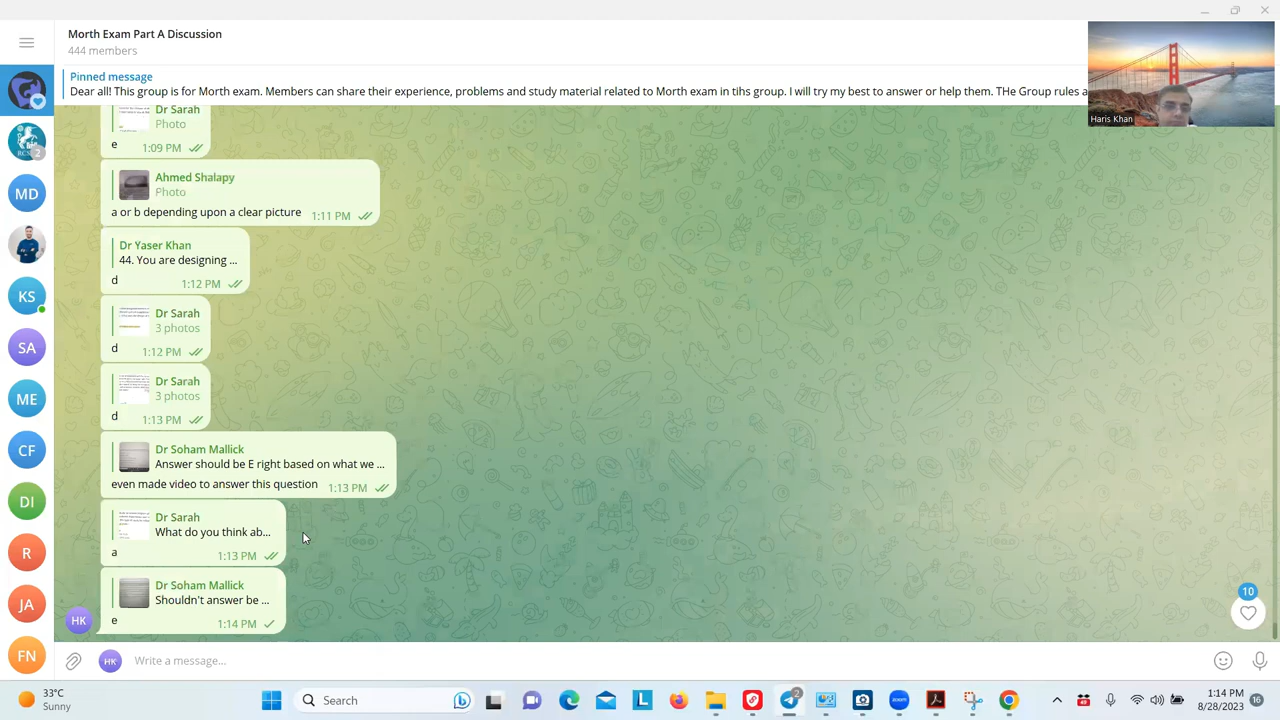 Morth Exam Part A Discussion
444 members
Pinned message
Dear all! This group is for Morth exam. Members can share their experience, problems and study material related to Morth exam in tihs group. I will try my best to answer or help them. THe Group rules a
Haris Khan
Dr Sarah
Photo
e
1:09 PM
Ahmed Shalapy
Photo
a or b depending upon a clear picture
1:11 PM
Dr Yaser Khan
44. You are designing ...
d
1:12 PM
Dr Sarah
3 photos
d
1:12 PM
Dr Sarah
3 photos
d
1:13 PM
Dr Soham Mallick
Answer should be E right based on what we ...
even made video to answer this question
1:13 PM
Dr Sarah
What do you think ab...
a
1:13 PM
Dr Soham Mallick
Shouldn't answer be ...
e
1:14 PM
HK
10
HK
Write a message...
RCS
2
MD
KS
SA
ME
CF
DI
R
JA
FN
33°C
Sunny
Search
L
zoom
2
49
1:14 PM
8/28/2023
16